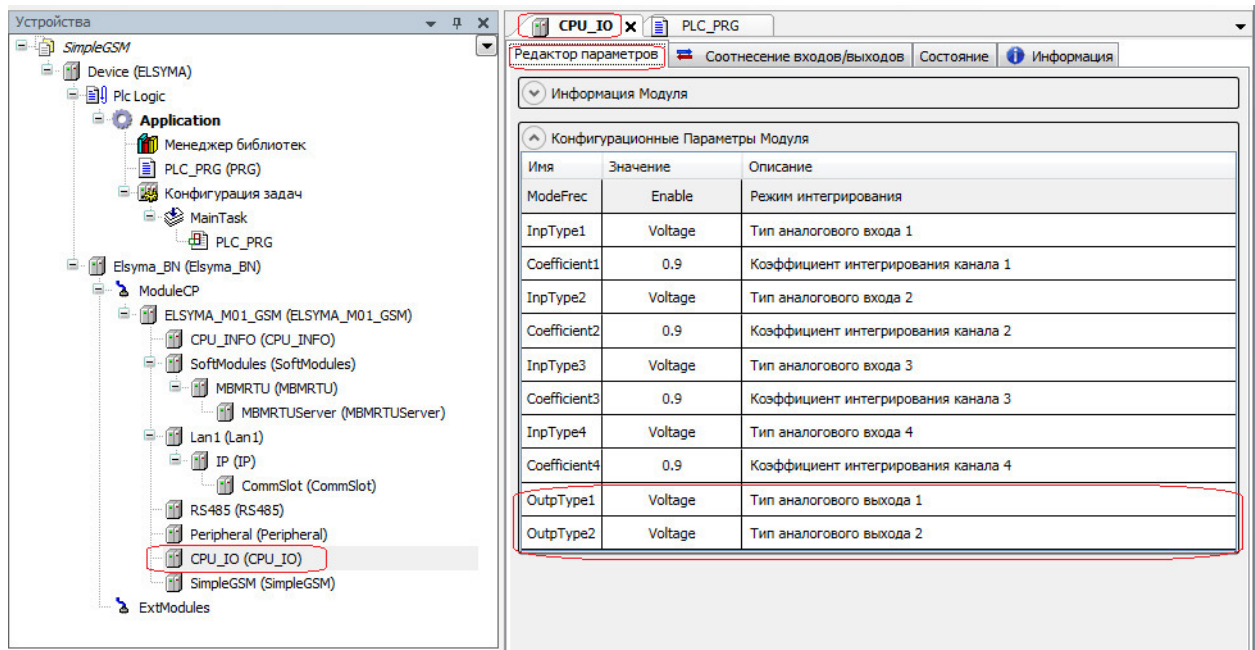 Устройства
SimpleGSM
Device (ELSYMA)
Plc Logic
Application
Менеджер библиотек
PLC_PRG (PRG)
Конфигурация задач
MainTask
PLC_PRG
Elsyma_BN (Elsyma_BN)
ModuleCP
ELSYMA_M01_GSM (ELSYMA_M01_GSM)
CPU_INFO (CPU_INFO)
SoftModules (SoftModules)
MBMRTU (MBMRTU)
MBMRTUServer (MBMRTUServer)
Lan1 (Lan1)
IP (IP)
CommSlot (CommSlot)
RS485 (RS485)
Peripheral (Peripheral)
CPU_IO (CPU_IO)
SimpleGSM (SimpleGSM)
ExtModules
CPU_IO PLC_PRG
Редактор параметров Соотнесение входов/выходов Состояние Информация
Информация Модуля
Конфигурационные Параметры Модуля
Имя Значение Описание
ModeFrec Enable Режим интегрирования
InpType1 Voltage Тип аналогового входа 1
Coefficient1 0.9 Коэффициент интегрирования канала 1
InpType2 Voltage Тип аналогового входа 2
Coefficient2 0.9 Коэффициент интегрирования канала 2
InpType3 Voltage Тип аналогового входа 3
Coefficient3 0.9 Коэффициент интегрирования канала 3
InpType4 Voltage Тип аналогового входа 4
Coefficient4 0.9 Коэффициент интегрирования канала 4
OutpType1 Voltage Тип аналогового выхода 1
OutpType2 Voltage Тип аналогового выхода 2